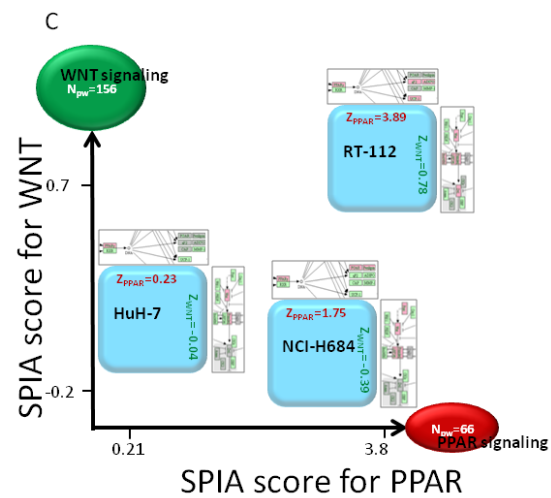 C
WNT signaling
Npw=156
SPIA score for WNT
0.7
-0.2
ZPPAR=3.89
RT-112
ZWNT=0.78
ZPPAR=0.23
HuH-7
ZWNT=-0.04
ZPPAR=1.75
NCI-H684
ZWNT=-0.39
Npw=66
PPAR signaling
0.21
3.8
SPIA score for PPAR